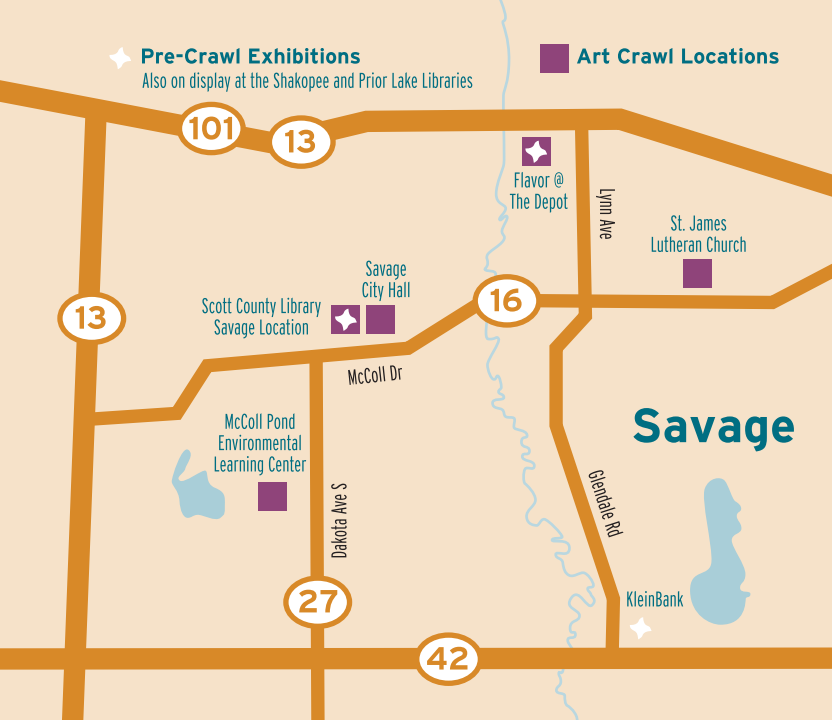 Pre-Crawl Exhibitions
Also on display at the Shakopee and Prior Lake Libraries
Art Crawl Locations
101
13
Flavor @
The Depot
Lynn Ave
St. James
Lutheran Church
Savage
City Hall
16
Scott County Library
Savage Location
13
McColl Dr
McColl Pond
Environmental
Learning Center
Savage
Dakota Ave S
Glendale Rd
27
KleinBank
42